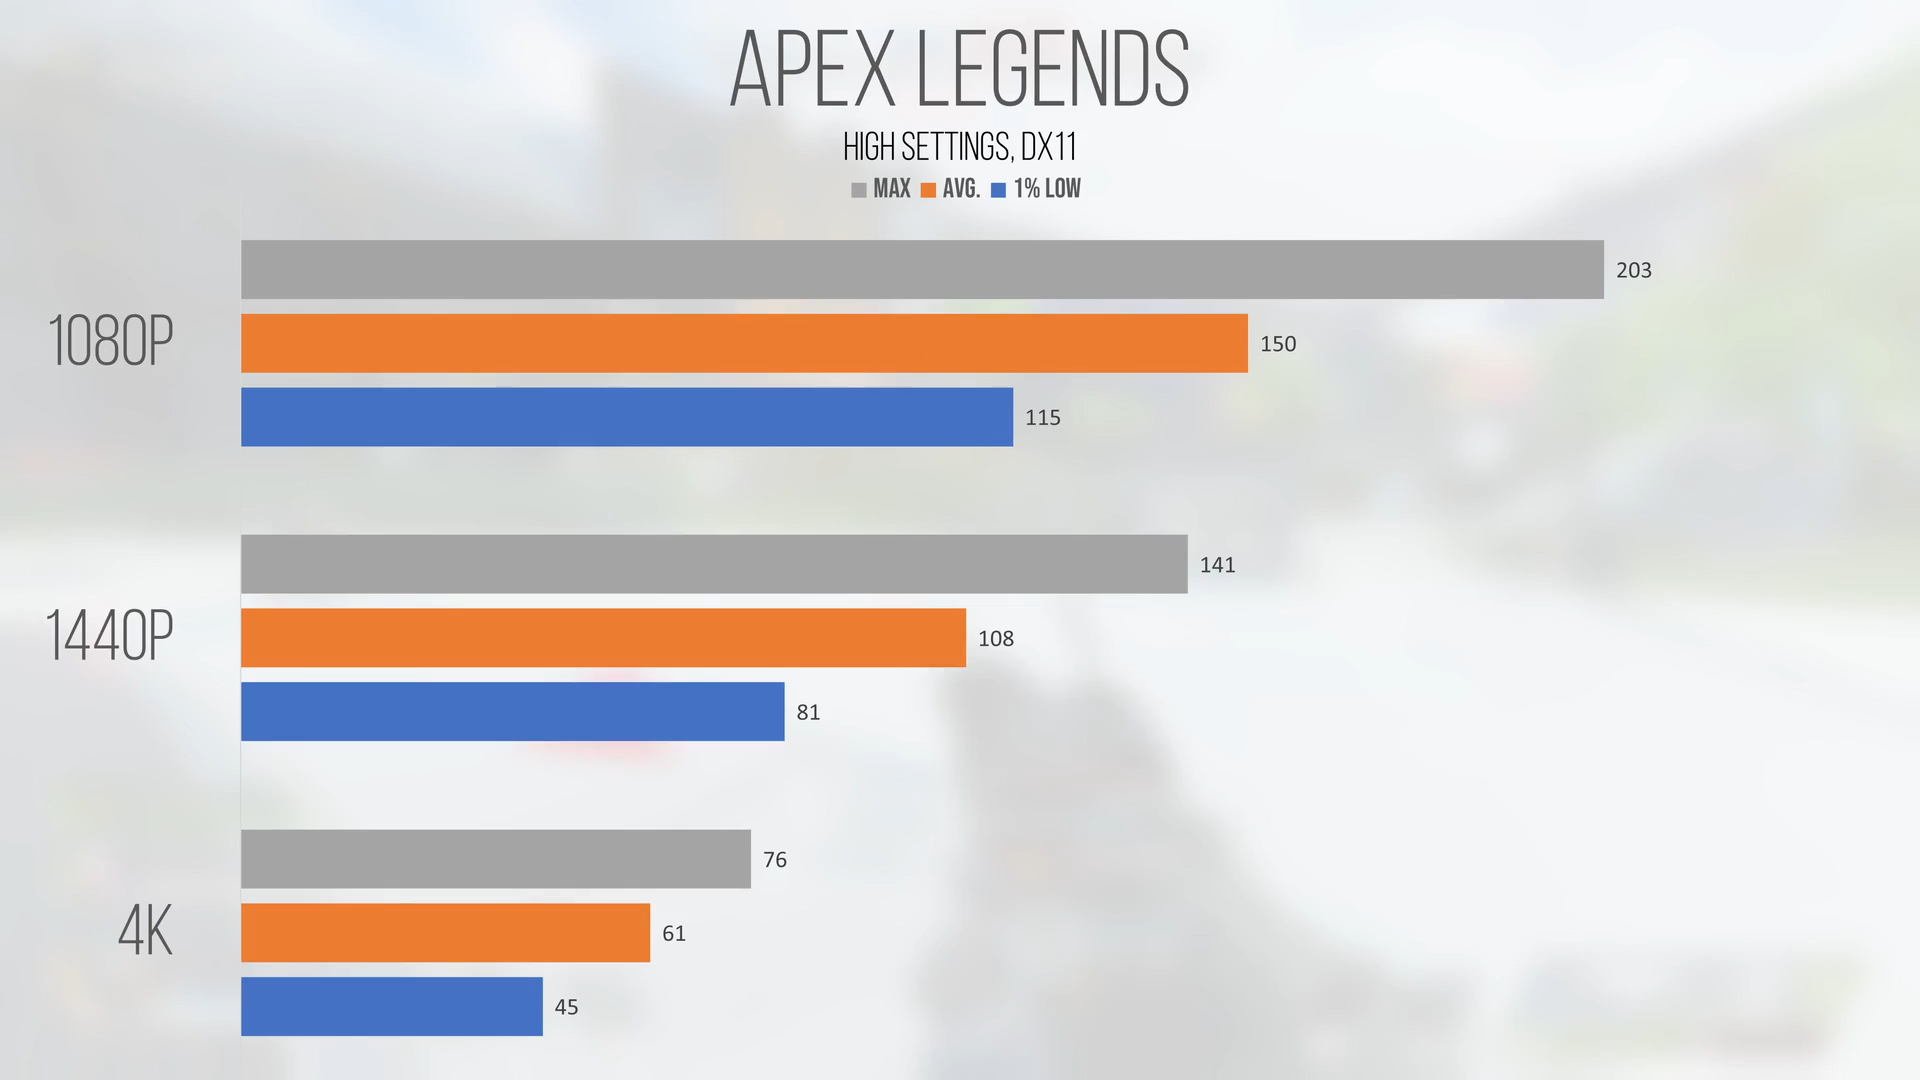 APEX LEGENDS
HIGH SETTINGS, DX11
MAX AVG. 1% LOW
1080P
203
150
115
1440P
141
108
81
4K
76
61
45